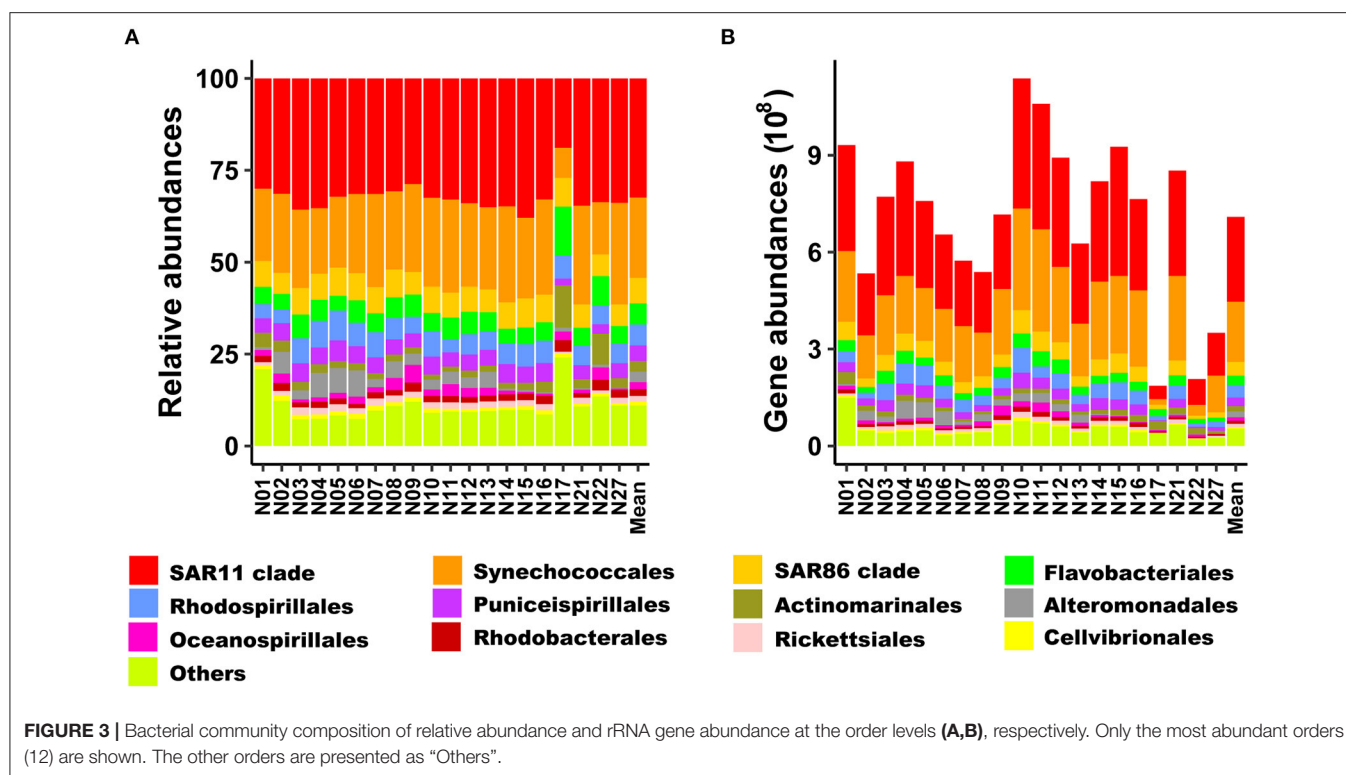 A
B
Relative abundances
100
75
50
25
0
N01 N02 N03 N04 N05 N06 N07 N08 N09 N10 N11 N12 N13 N14 N15 N16 N17 N21 N22 N27 Mean
Gene abundances (10⁸)
9
6
3
0
N01 N02 N03 N04 N05 N06 N07 N08 N09 N10 N11 N12 N13 N14 N15 N16 N17 N21 N22 N27 Mean
SAR11 clade Synechococcales SAR86 clade Flavobacteriales
Rhodospirillales Puniceispirillales Actinomarinales Alteromonadales
Oceanospirillales Rhodobacterales Rickettsiales Cellvibrionales
Others
FIGURE 3 | Bacterial community composition of relative abundance and rRNA gene abundance at the order levels (A,B), respectively. Only the most abundant orders
(12) are shown. The other orders are presented as “Others”.